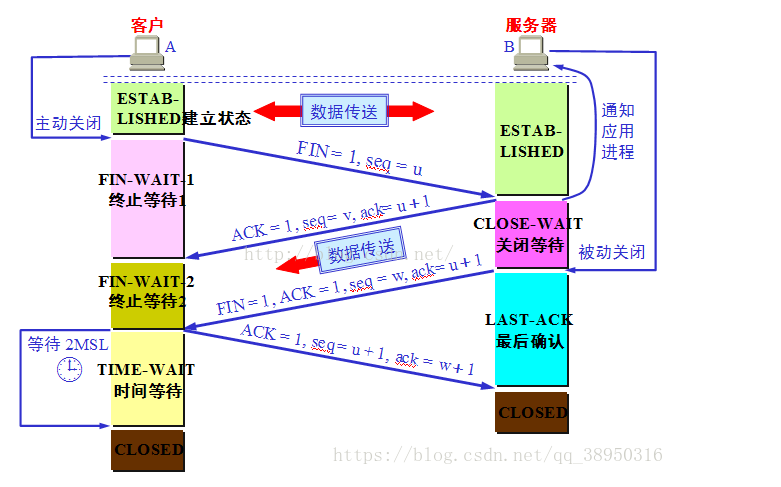 客户
服务器
A
B
ESTAB-
LISHED
建立状态
数据传送
主动关闭
ESTAB-
LISHED
通知
应用
进程
FIN = 1, seq = u
FIN-WAIT-1
终止等待1
ACK = 1, seq= v, ack= u+1
CLOSE-WAIT
关闭等待
http://blog.csdn.net/
数据传送
被动关闭
FIN-WAIT-2
终止等待2
FIN=1, ACK = 1, seq = w, ack= u+1
LAST-ACK
最后确认
等待 2MSL
ACK = 1, seq= u+1, ack = w+1
TIME-WAIT
时间等待
CLOSED
CLOSED
https://blog.csdn.net/qq_38950316